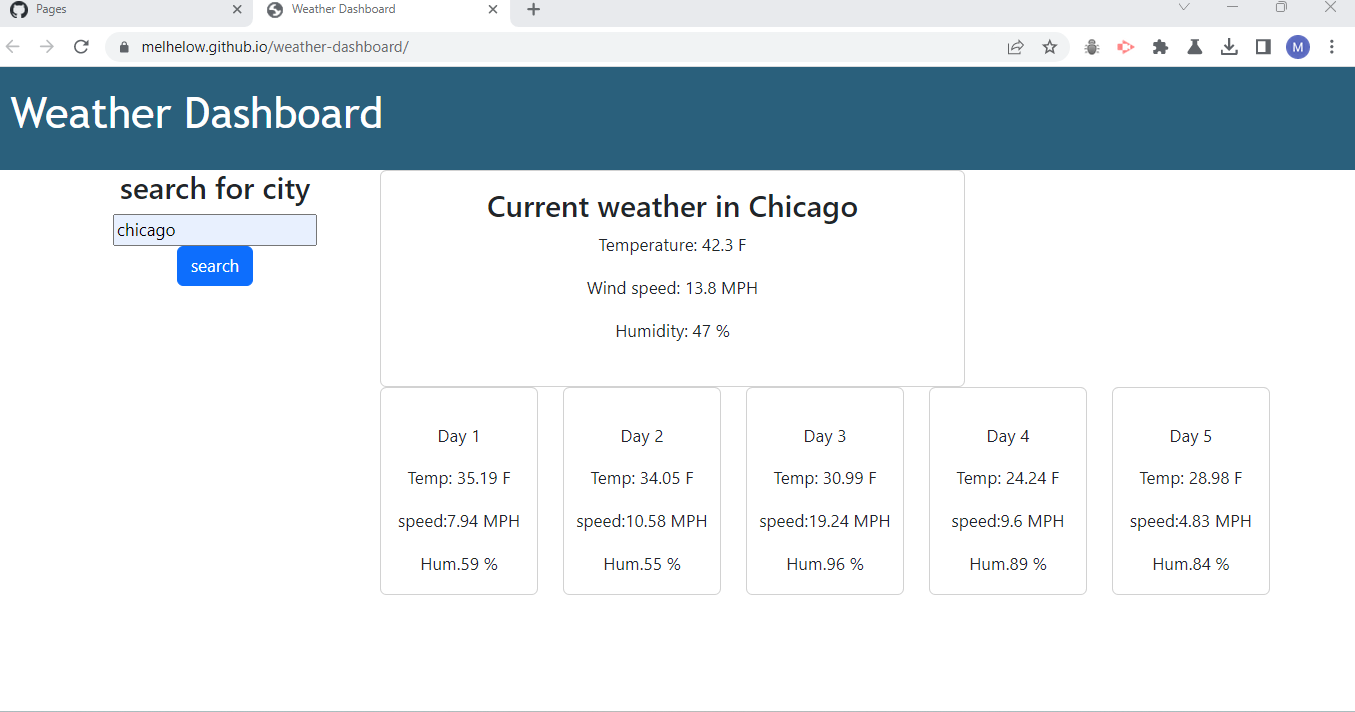 Pages
Weather Dashboard
melhelow.github.io/weather-dashboard/
M
Weather Dashboard
search for city
chicago
search
Current weather in Chicago
Temperature: 42.3 F
Wind speed: 13.8 MPH
Humidity: 47 %
Day 1
Temp: 35.19 F
speed:7.94 MPH
Hum.59 %
Day 2
Temp: 34.05 F
speed:10.58 MPH
Hum.55 %
Day 3
Temp: 30.99 F
speed:19.24 MPH
Hum.96 %
Day 4
Temp: 24.24 F
speed:9.6 MPH
Hum.89 %
Day 5
Temp: 28.98 F
speed:4.83 MPH
Hum.84 %